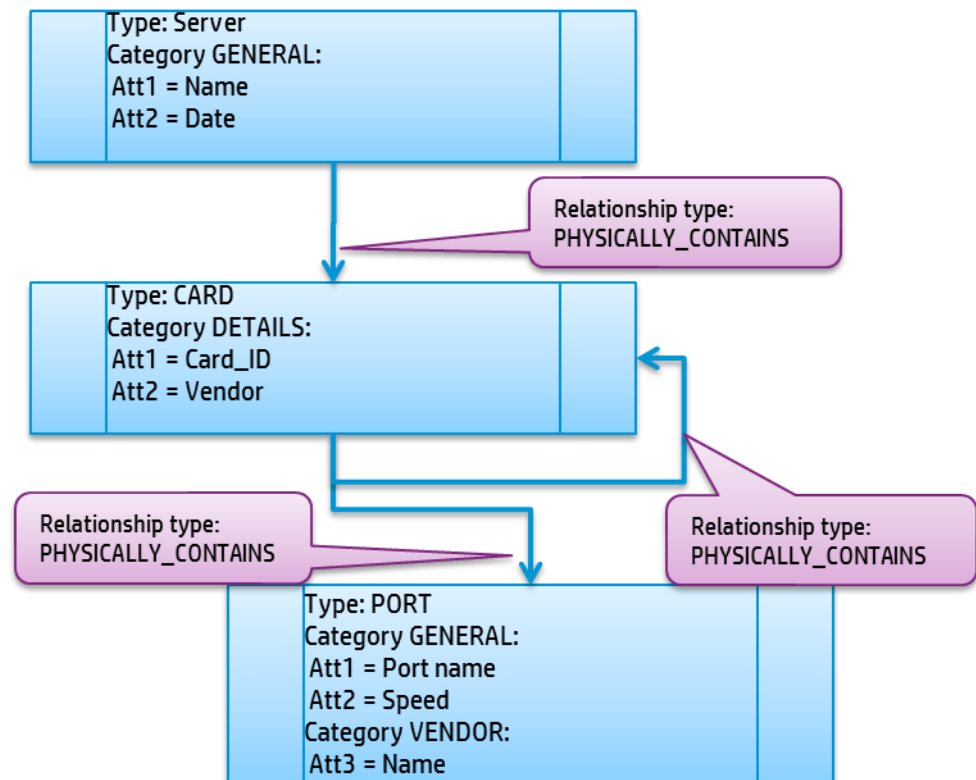 Type: Server
Category GENERAL:
Att1 = Name
Att2 = Date
Relationship type:
PHYSICALLY_CONTAINS
Type: CARD
Category DETAILS:
Att1 = Card_ID
Att2 = Vendor
Relationship type:
PHYSICALLY_CONTAINS
Relationship type:
PHYSICALLY_CONTAINS
Type: PORT
Category GENERAL:
Att1 = Port name
Att2 = Speed
Category VENDOR:
Att3 = Name